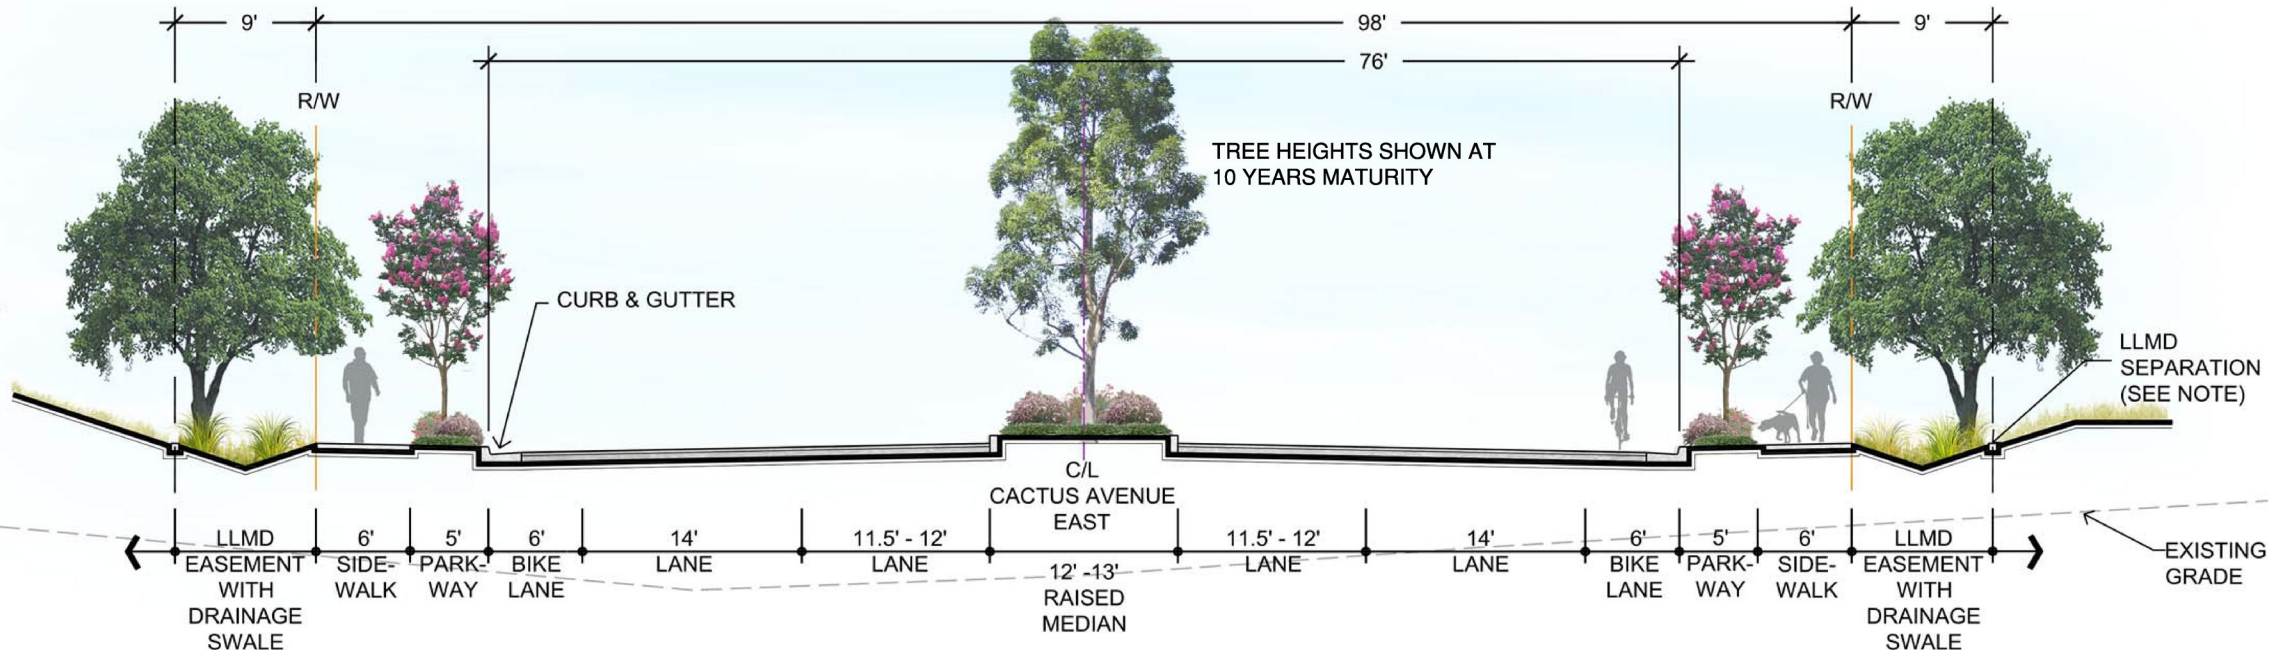 9'
98'
9'
76'
R/W
R/W
TREE HEIGHTS SHOWN AT
10 YEARS MATURITY
CURB & GUTTER
LLMD
SEPARATION
(SEE NOTE)
C/L
CACTUS AVENUE
EAST
LLMD
EASEMENT
WITH
DRAINAGE
SWALE
6'
SIDE-
WALK
5'
PARK-
WAY
6'
BIKE
LANE
14'
LANE
11.5' - 12'
LANE
12' -13'
RAISED
MEDIAN
11.5' - 12'
LANE
14'
LANE
6'
BIKE
LANE
5'
PARK-
WAY
6'
SIDE-
WALK
LLMD
EASEMENT
WITH
DRAINAGE
SWALE
EXISTING
GRADE